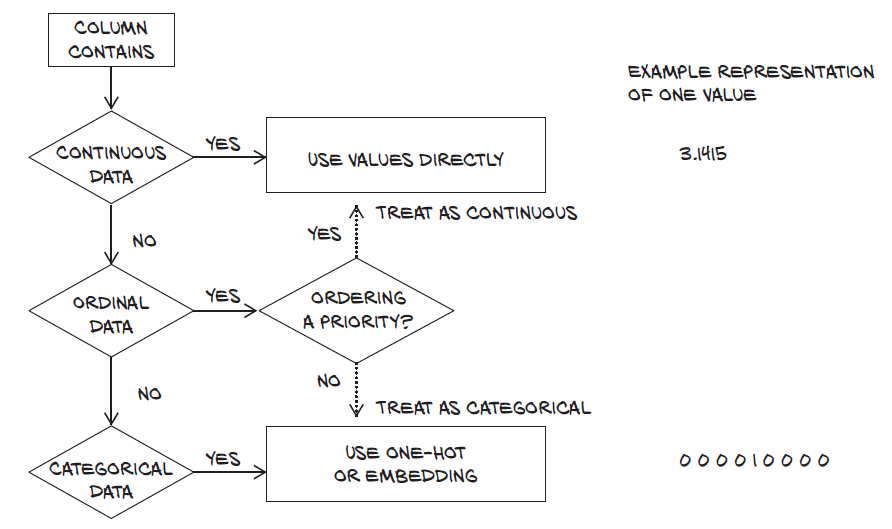 COLUMN
CONTAINS
EXAMPLE REPRESENTATION
OF ONE VALUE
CONTINUOUS
DATA
YES
USE VALUES DIRECTLY
3.1415
TREAT AS CONTINUOUS
YES
NO
ORDINAL
DATA
YES
ORDERING
A PRIORITY?
NO
NO
TREAT AS CATEGORICAL
CATEGORICAL
DATA
YES
USE ONE-HOT
OR EMBEDDING
0 0 0 0 1 0 0 0 0